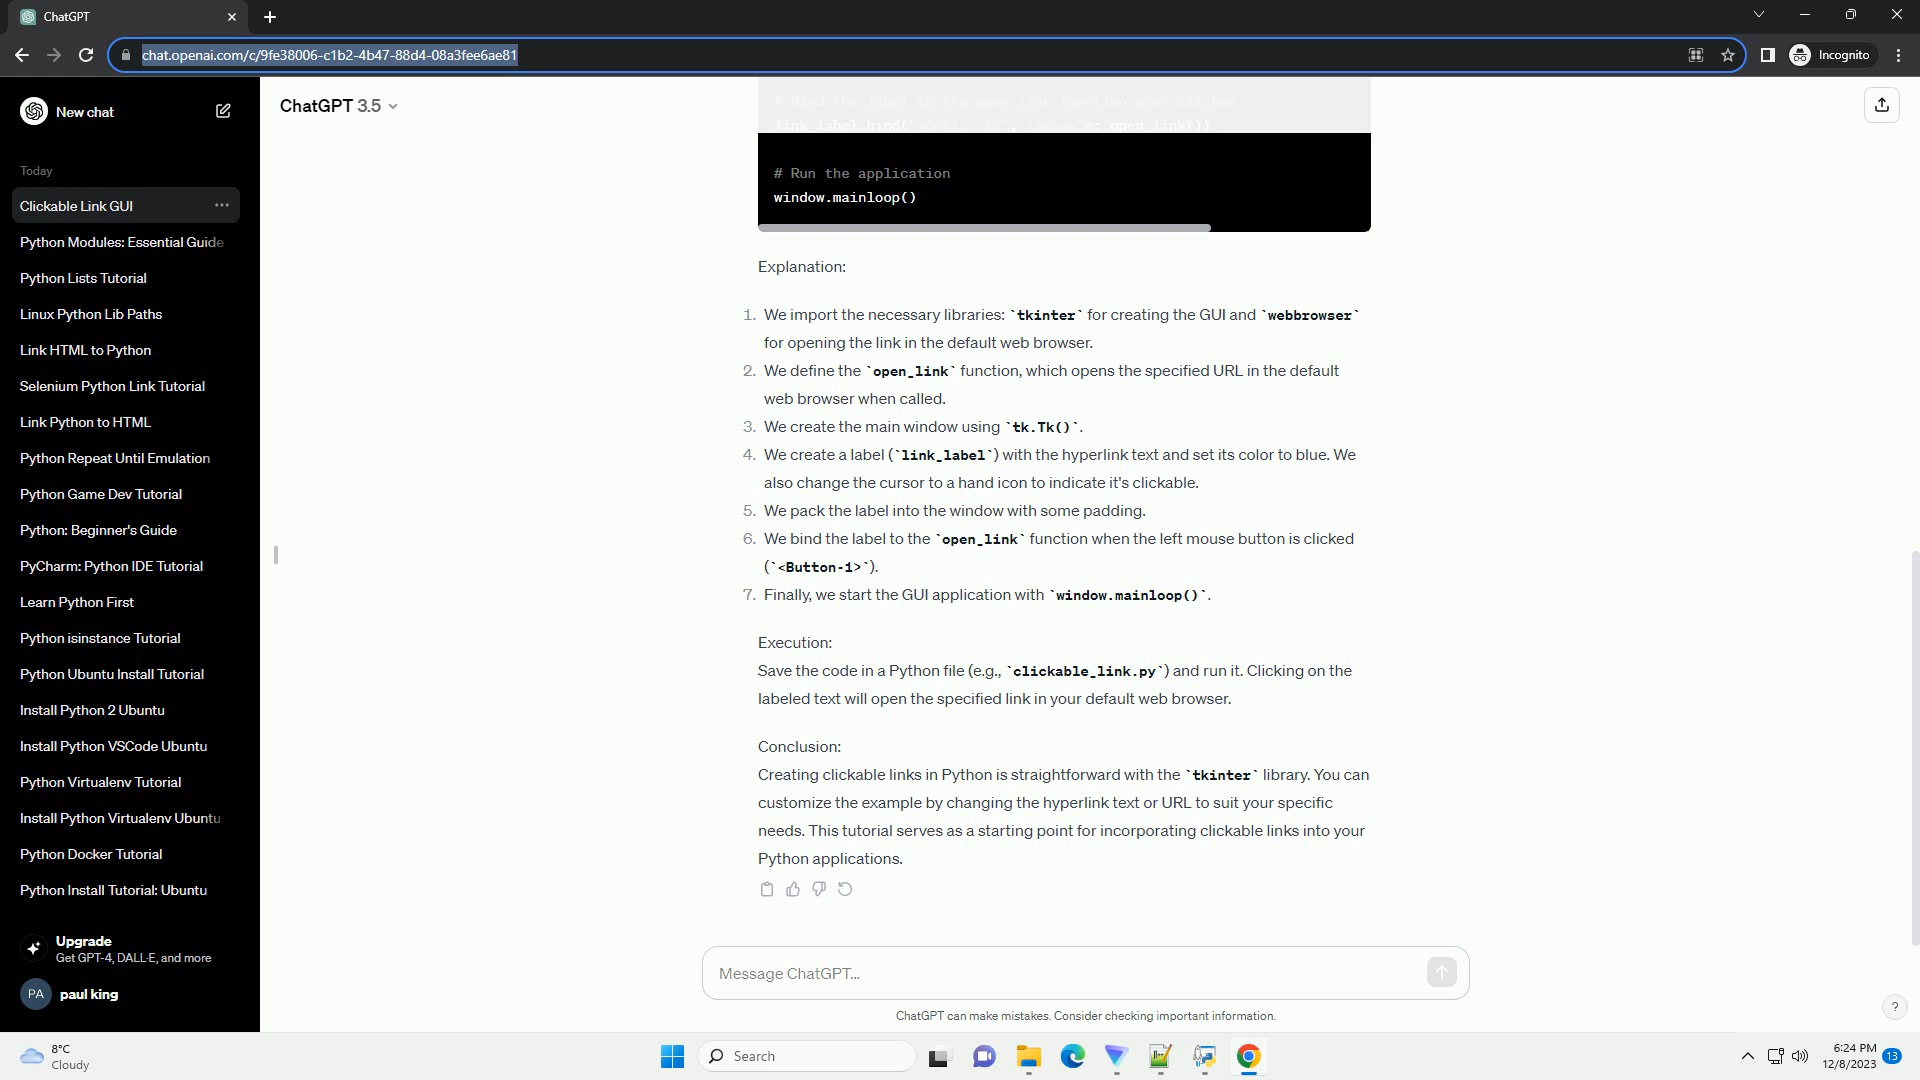 ChatGPT
chat.openai.com/c/9fe38006-c1b2-4b47-88d4-08a3fee6ae81
Incognito
New chat
ChatGPT 3.5
Today
Clickable Link GUI
Python Modules: Essential Guide
Python Lists Tutorial
Linux Python Lib Paths
Link HTML to Python
Selenium Python Link Tutorial
Link Python to HTML
Python Repeat Until Emulation
Python Game Dev Tutorial
Python: Beginner's Guide
PyCharm: Python IDE Tutorial
Learn Python First
Python isinstance Tutorial
Python Ubuntu Install Tutorial
Install Python 2 Ubuntu
Install Python VSCode Ubuntu
Python Virtualenv Tutorial
Install Python Virtualenv Ubuntu
Python Docker Tutorial
Python Install Tutorial: Ubuntu
Upgrade
Get GPT-4, DALL·E, and more
PA
paul king
# Run the application
window.mainloop()
Explanation:
1. We import the necessary libraries: `tkinter` for creating the GUI and `webbrowser`
for opening the link in the default web browser.
2. We define the `open_link` function, which opens the specified URL in the default
web browser when called.
3. We create the main window using `tk.Tk()`.
4. We create a label (`link_label`) with the hyperlink text and set its color to blue. We
also change the cursor to a hand icon to indicate it's clickable.
5. We pack the label into the window with some padding.
6. We bind the label to the `open_link` function when the left mouse button is clicked
(`<Button-1>`).
7. Finally, we start the GUI application with `window.mainloop()`.
Execution:
Save the code in a Python file (e.g., `clickable_link.py`) and run it. Clicking on the
labeled text will open the specified link in your default web browser.
Conclusion:
Creating clickable links in Python is straightforward with the `tkinter` library. You can
customize the example by changing the hyperlink text or URL to suit your specific
needs. This tutorial serves as a starting point for incorporating clickable links into your
Python applications.
Message ChatGPT...
ChatGPT can make mistakes. Consider checking important information.
?
8°C
Cloudy
Search
6:24 PM
12/8/2023
13